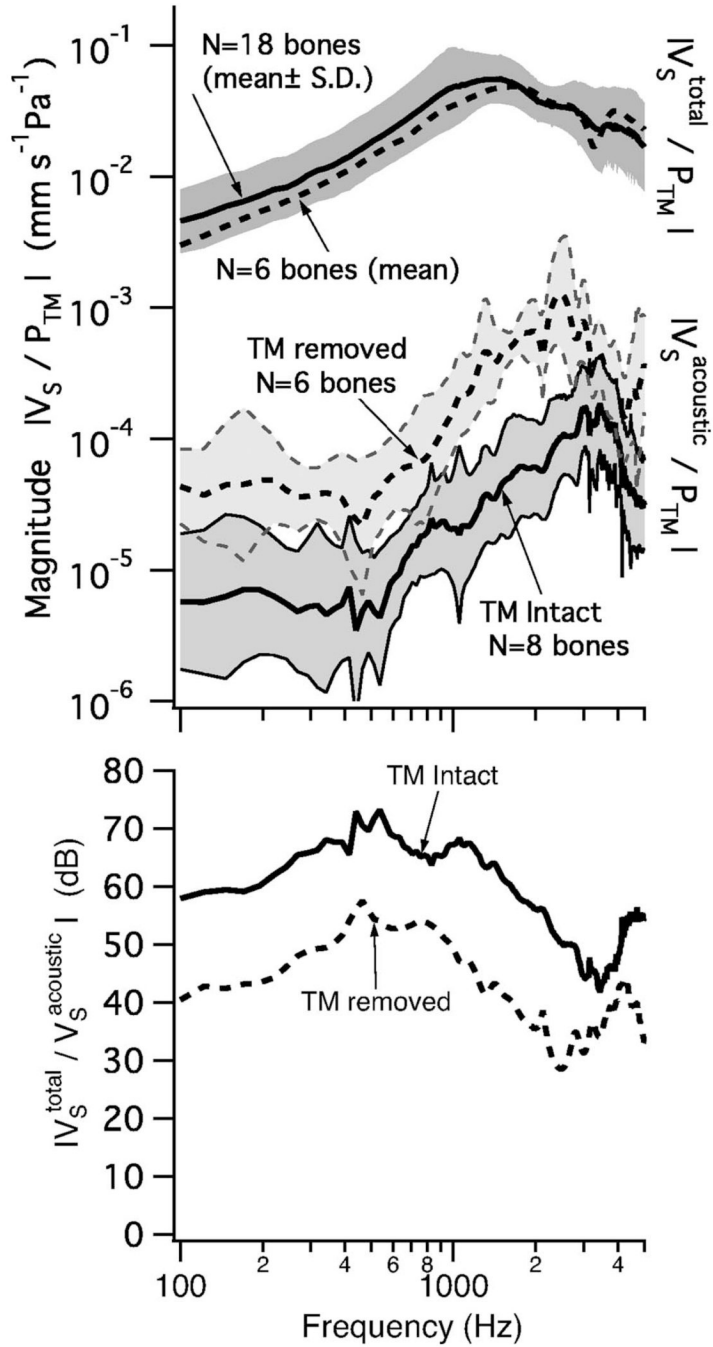 10⁻¹
10⁻²
10⁻³
10⁻⁴
10⁻⁵
10⁻⁶
Magnitude |V_S / P_TM | (mm s⁻¹Pa⁻¹)
N=18 bones
(mean± S.D.)
N=6 bones (mean)
TM removed
N=6 bones
TM Intact
N=8 bones
|V_S^total / P_TM |
|V_S^acoustic / P_TM |
100
1000
80
70
60
50
40
30
20
10
0
|V_S^total / V_S^acoustic | (dB)
TM Intact
TM removed
100 2 4 6 8 1000 2 4
Frequency (Hz)